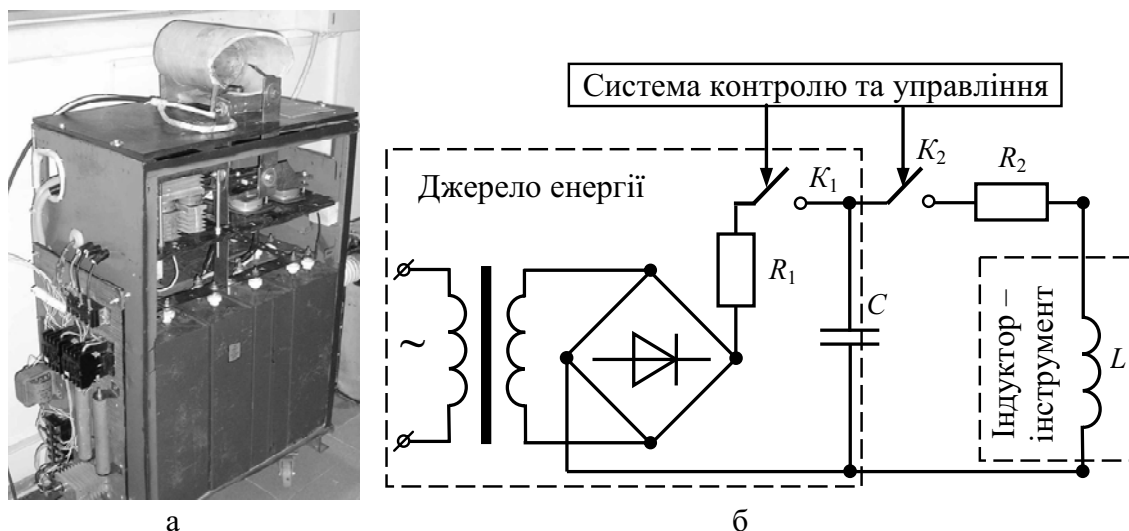 Система контролю та управління
Джерело енергії
K1
K2
R2
R1
C
~
L
Індуктор –
інструмент
а
б